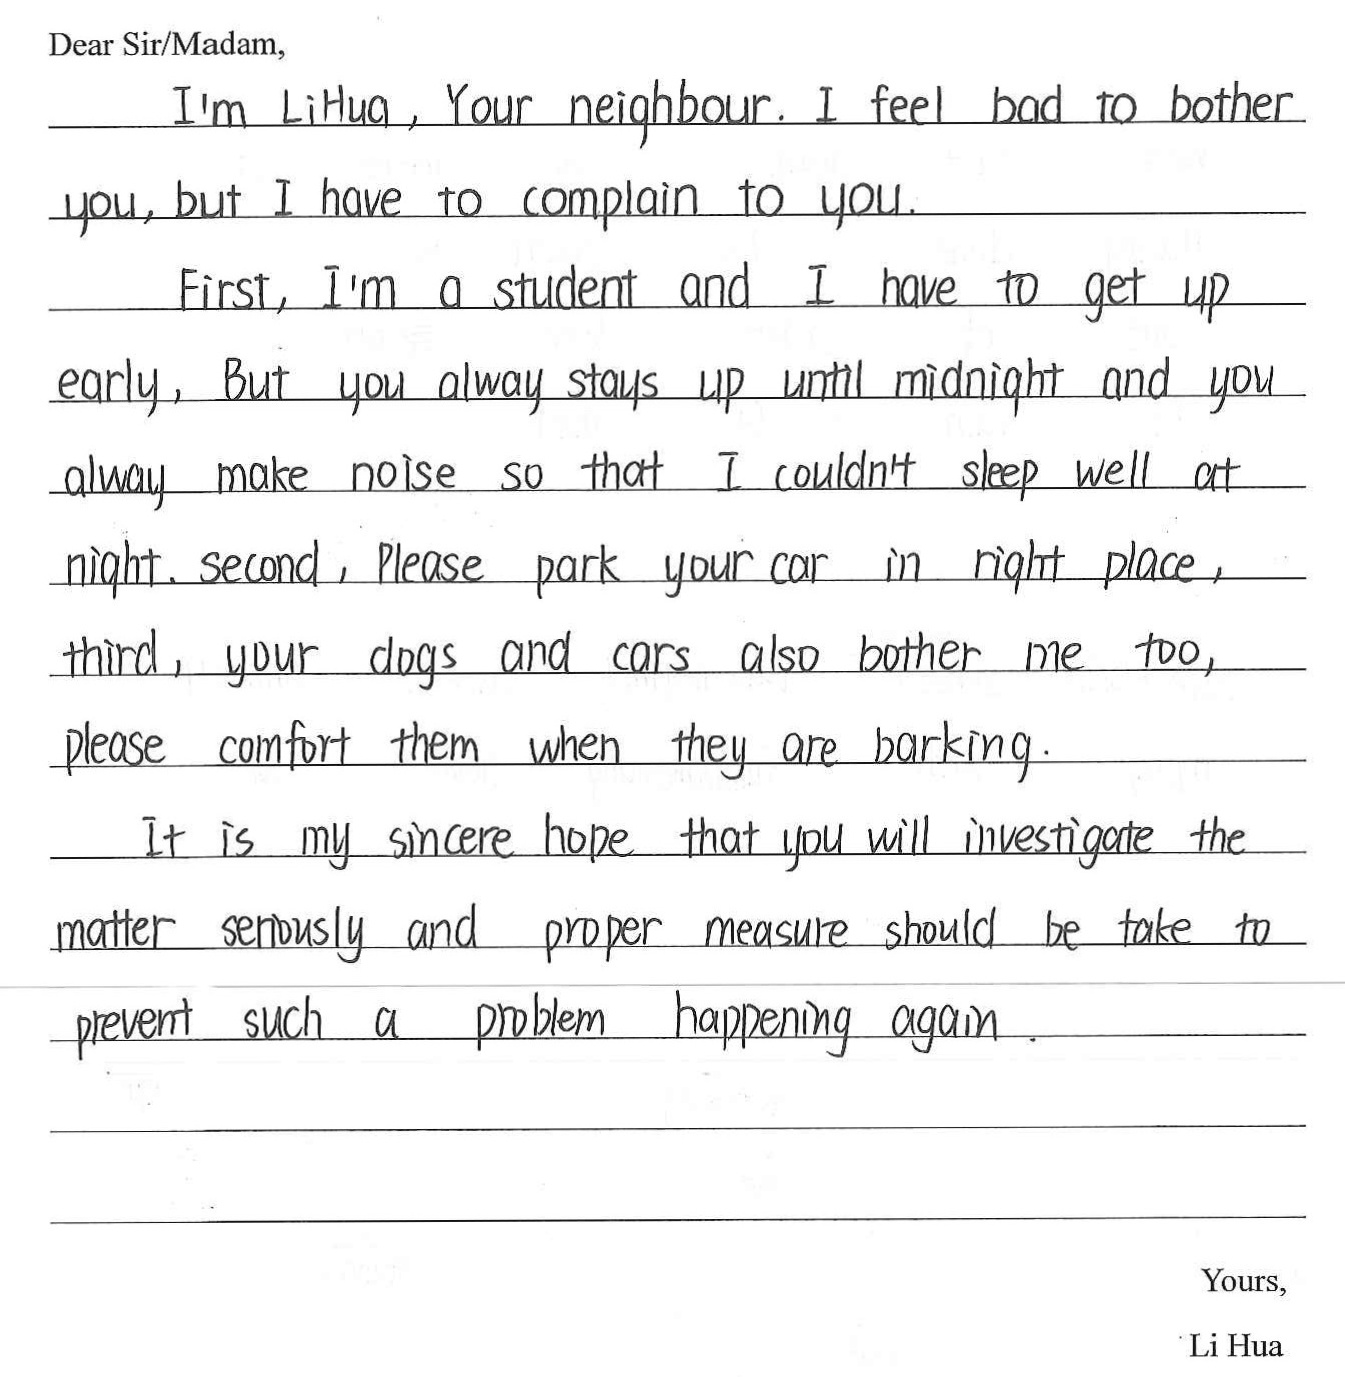 Dear Sir/Madam,
I'm LiHua, Your neighbour. I feel bad to bother
you, but I have to complain to you.
First, I'm a student and I have to get up
early, But you alway stays up until midnight and you
alway make noise so that I couldn't sleep well at
night. second, Please park your car in right place,
third, your dogs and cars also bother me too,
please comfort them when they are barking.
It is my sincere hope that you will investigate the
matter seriously and proper measure should be take to
prevent such a problem happening again.
Yours,
Li Hua